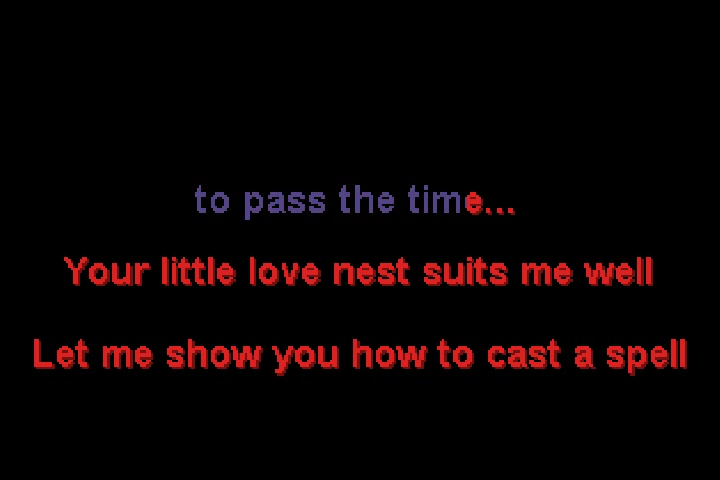 to pass the time...
Your little love nest suits me well
Let me show you how to cast a spell